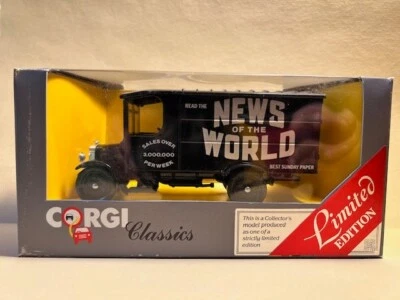 READ THE
NEWS
OF THE
WORLD
BEST SUNDAY PAPER
SALES OVER
3,000,000
PER WEEK
CORGI
Classics
This is a Collector's
model produced
as one of a
strictly limited
edition.
Limited
EDITION